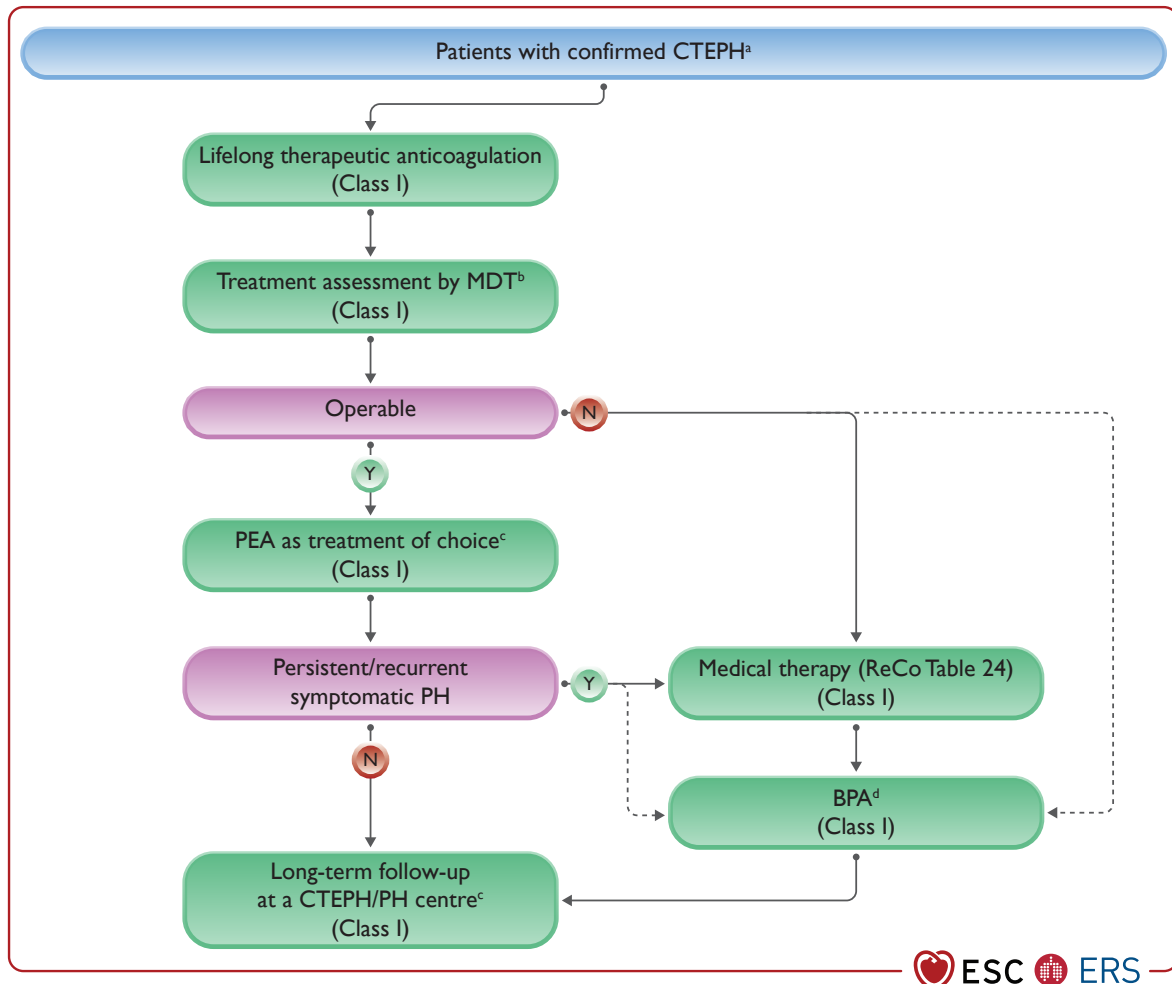 Patients with confirmed CTEPHᵃ
Lifelong therapeutic anticoagulation
(Class I)
Treatment assessment by MDTᵇ
(Class I)
Operable
N
Y
PEA as treatment of choiceᶜ
(Class I)
Persistent/recurrent
symptomatic PH
Y
Medical therapy (ReCo Table 24)
(Class I)
N
BPAᵈ
(Class I)
Long-term follow-up
at a CTEPH/PH centreᶜ
(Class I)
ESC ERS